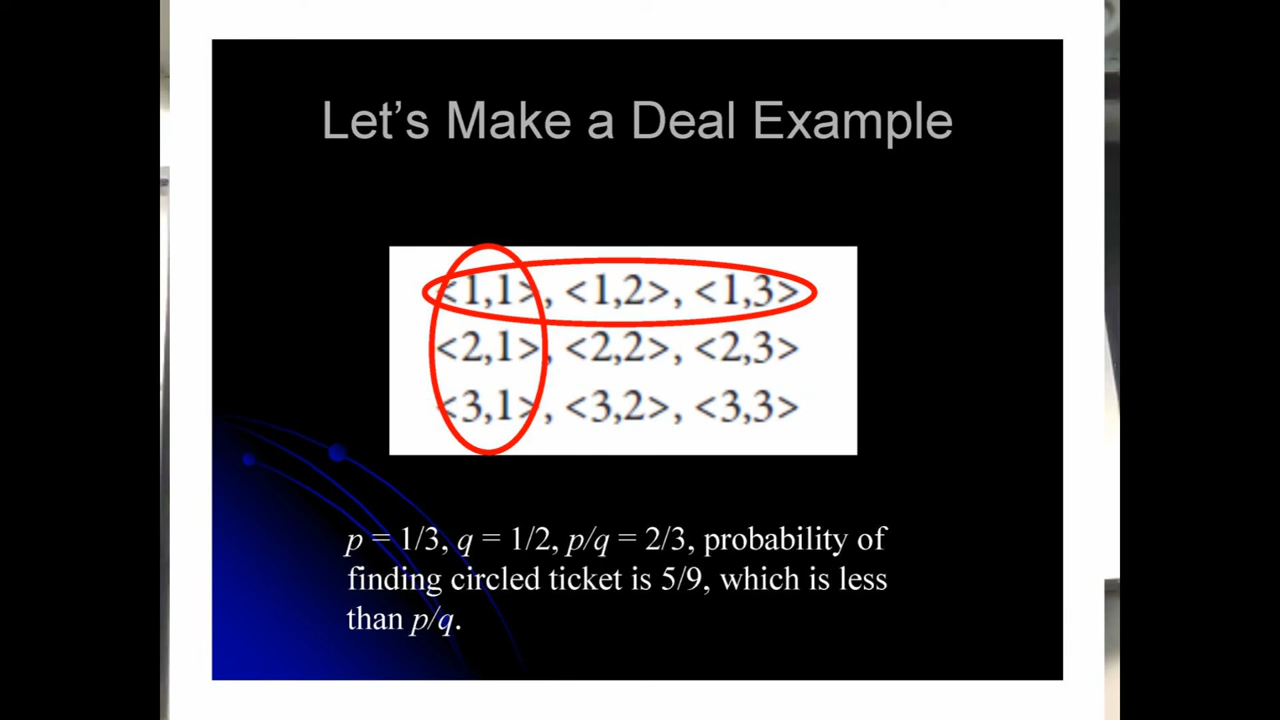 Let's Make a Deal Example
<1,1>, <1,2>, <1,3>
<2,1>, <2,2>, <2,3>
<3,1>, <3,2>, <3,3>
p = 1/3, q = 1/2, p/q = 2/3, probability of
finding circled ticket is 5/9, which is less
than p/q.